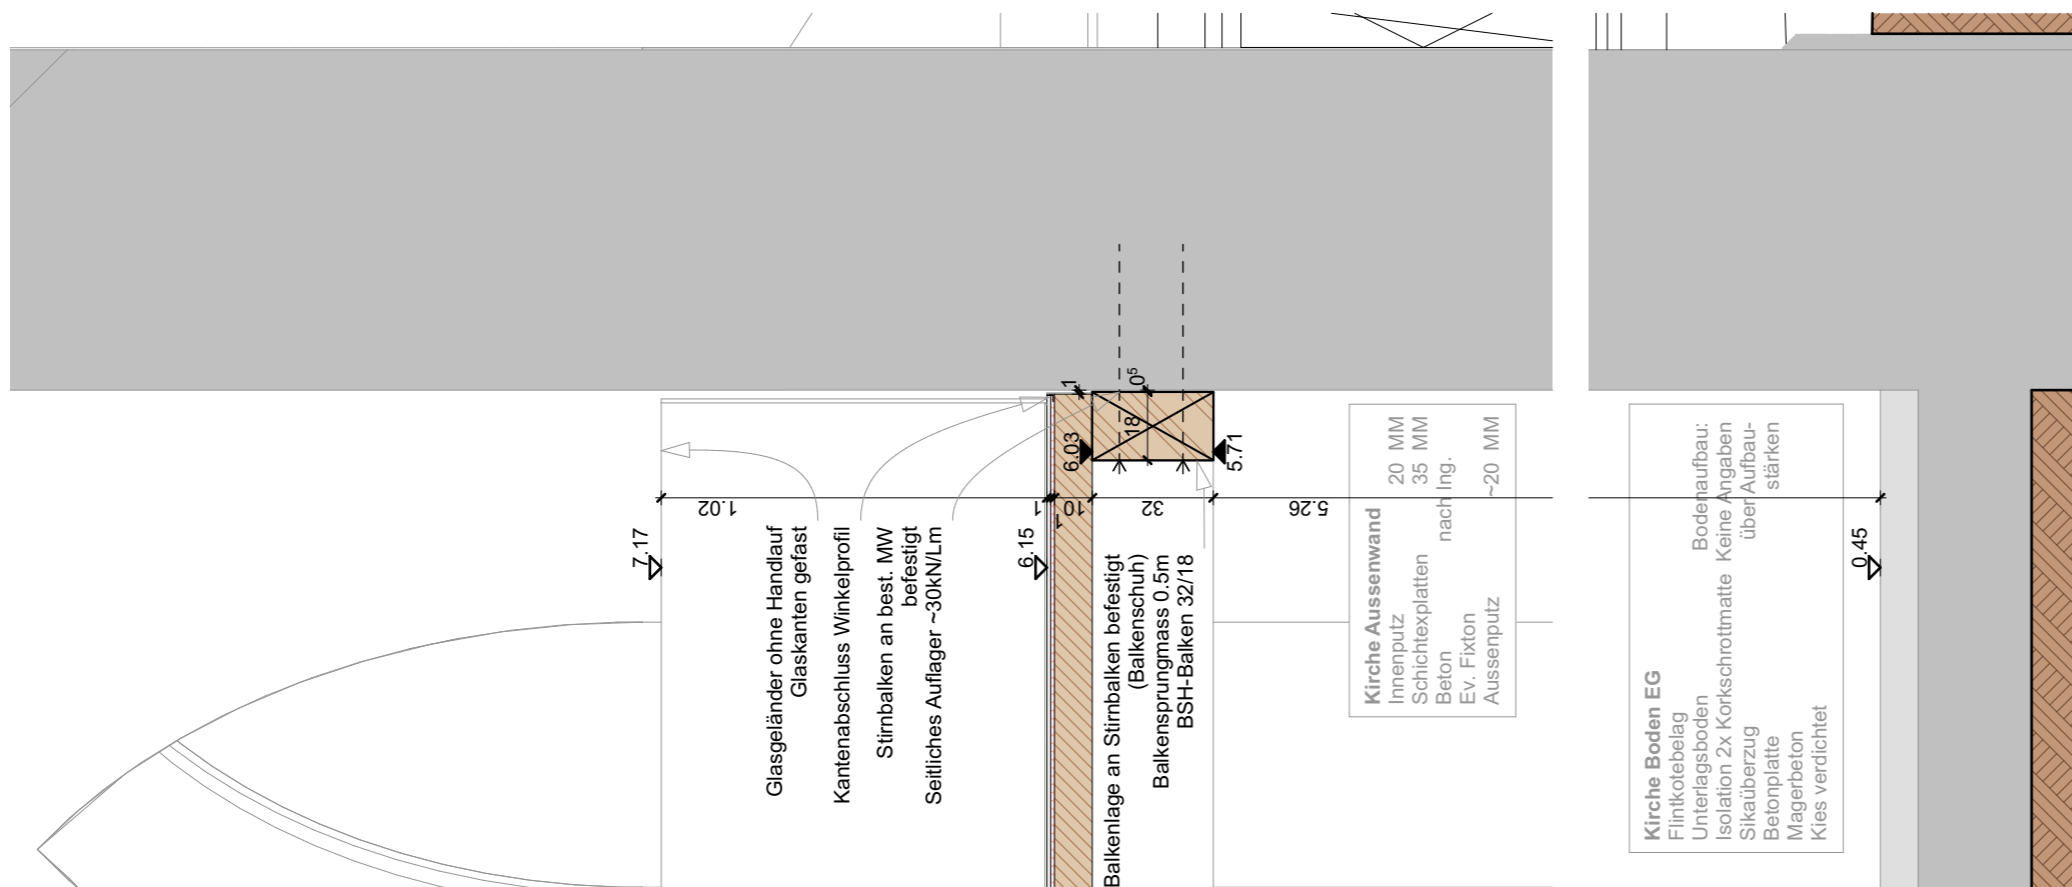 7.17
1.02
Glasgeländer ohne Handlauf
Glaskanten gefast
Kantenabschluss Winkelprofil
Stirnbalken an best. MW
befestigt
Seitliches Auflager ~30kN/Lm
6.15
1
1
10
1
6.03
18
0⁵
32
5.71
Balkenlage an Stirnbalken befestigt
(Balkenschuh)
Balkensprungmass 0.5m
BSH-Balken 32/18
5.26
Kirche Aussenwand
Innenputz 20 MM
Schichtexplatten 35 MM
Beton nach Ing.
Ev. Fixton
Aussenputz ~20 MM
Kirche Boden EG
Flintkotebelag
Unterlagsboden Bodenaufbau:
Isolation 2x Korkschrottmatte Keine Angaben
Sikaüberzug über Aufbau-
Betonplatte stärken
Magerbeton
Kies verdichtet
0.45